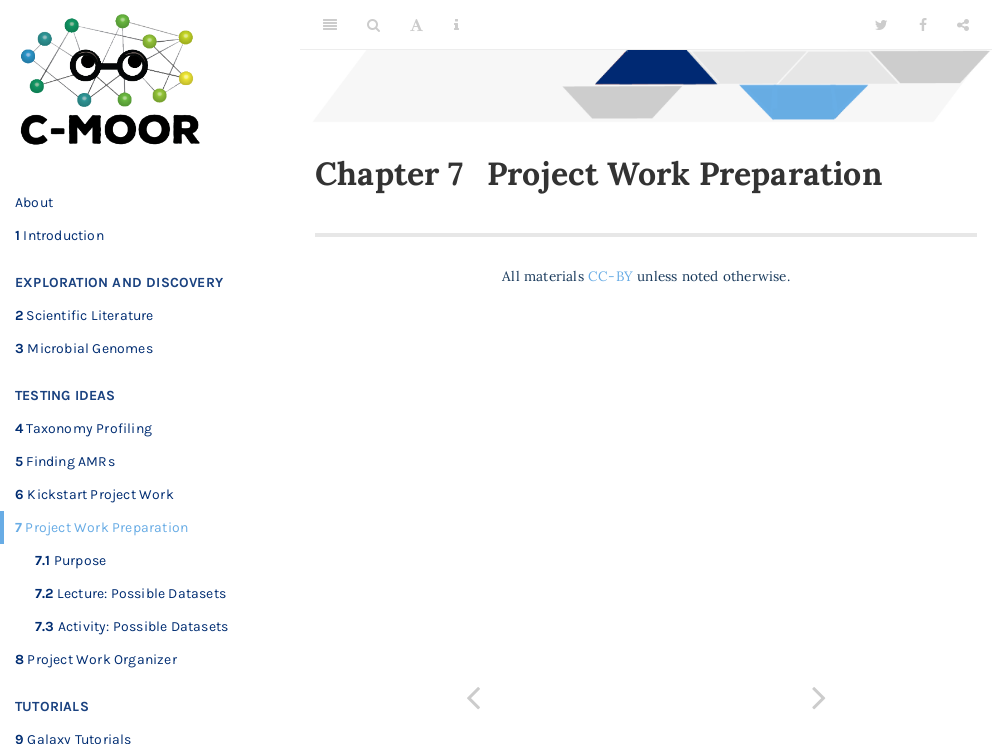 C-MOOR
About
1 Introduction
EXPLORATION AND DISCOVERY
2 Scientific Literature
3 Microbial Genomes
TESTING IDEAS
4 Taxonomy Profiling
5 Finding AMRs
6 Kickstart Project Work
7 Project Work Preparation
7.1 Purpose
7.2 Lecture: Possible Datasets
7.3 Activity: Possible Datasets
8 Project Work Organizer
TUTORIALS
9 Galaxy Tutorials
A
Chapter 7 Project Work Preparation
All materials CC-BY unless noted otherwise.